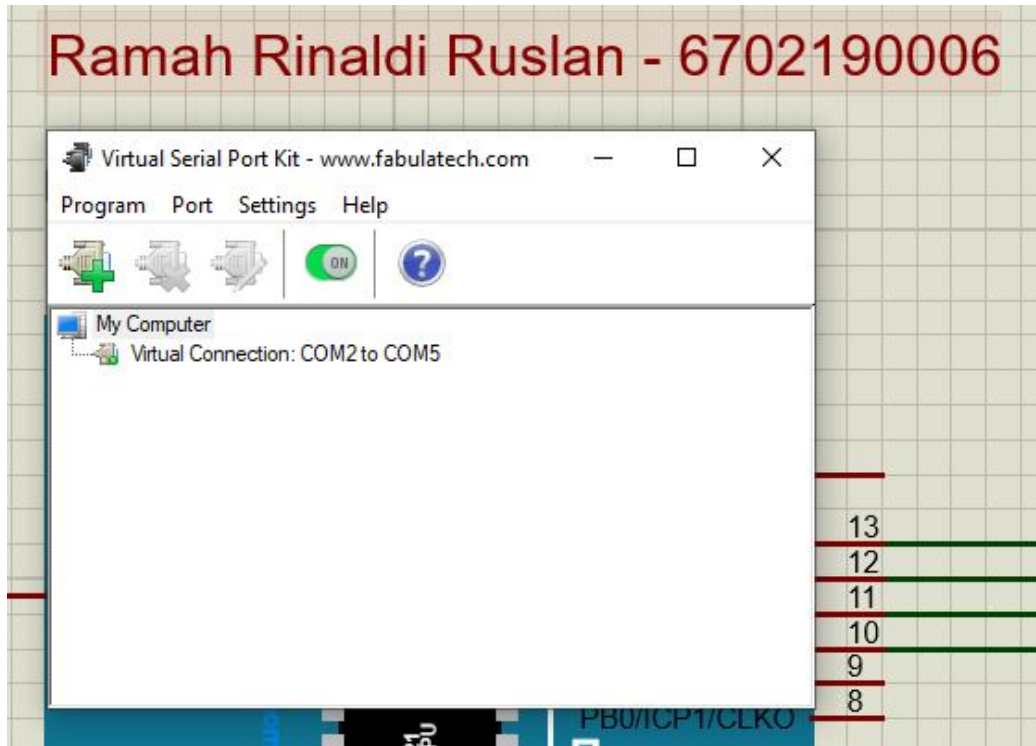 Ramah Rinaldi Ruslan - 6702190006
Virtual Serial Port Kit - www.fabulatech.com
Program Port Settings Help
ON
?
My Computer
Virtual Connection: COM2 to COM5
13
12
11
10
9
8
PB0/ICP1/CLKO